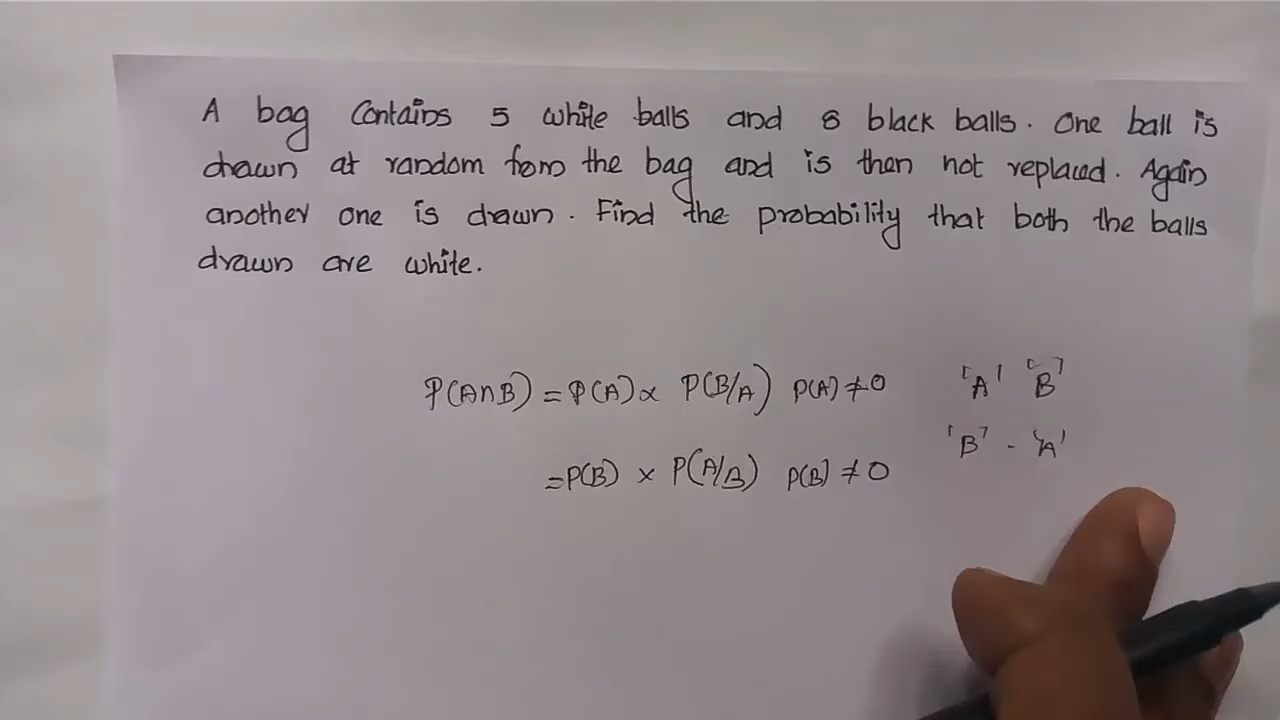 A bag Contains 5 white balls and 8 black balls. One ball is
drawn at random from the bag and is then not replaced. Again
another one is drawn. Find the probability that both the balls
drawn are white.
P(A∩B) = P(A) × P(B/A) P(A) ≠ 0 'A' 'B'
= P(B) × P(A/B) P(B) ≠ 0 'B' - 'A'